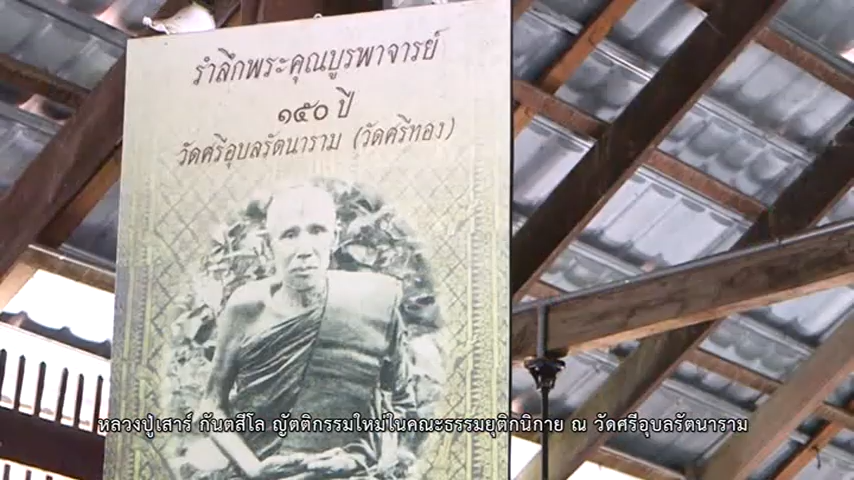 รำลึกพระคุณบูรพาจารย์
๑๕๐ ปี
วัดศรีอุบลรัตนาราม (วัดศรีทอง)
หลวงปู่เสาร์ กันตสีโล ญัตติกรรมใหม่ในคณะธรรมยุติกนิกาย ณ วัดศรีอุบลรัตนาราม